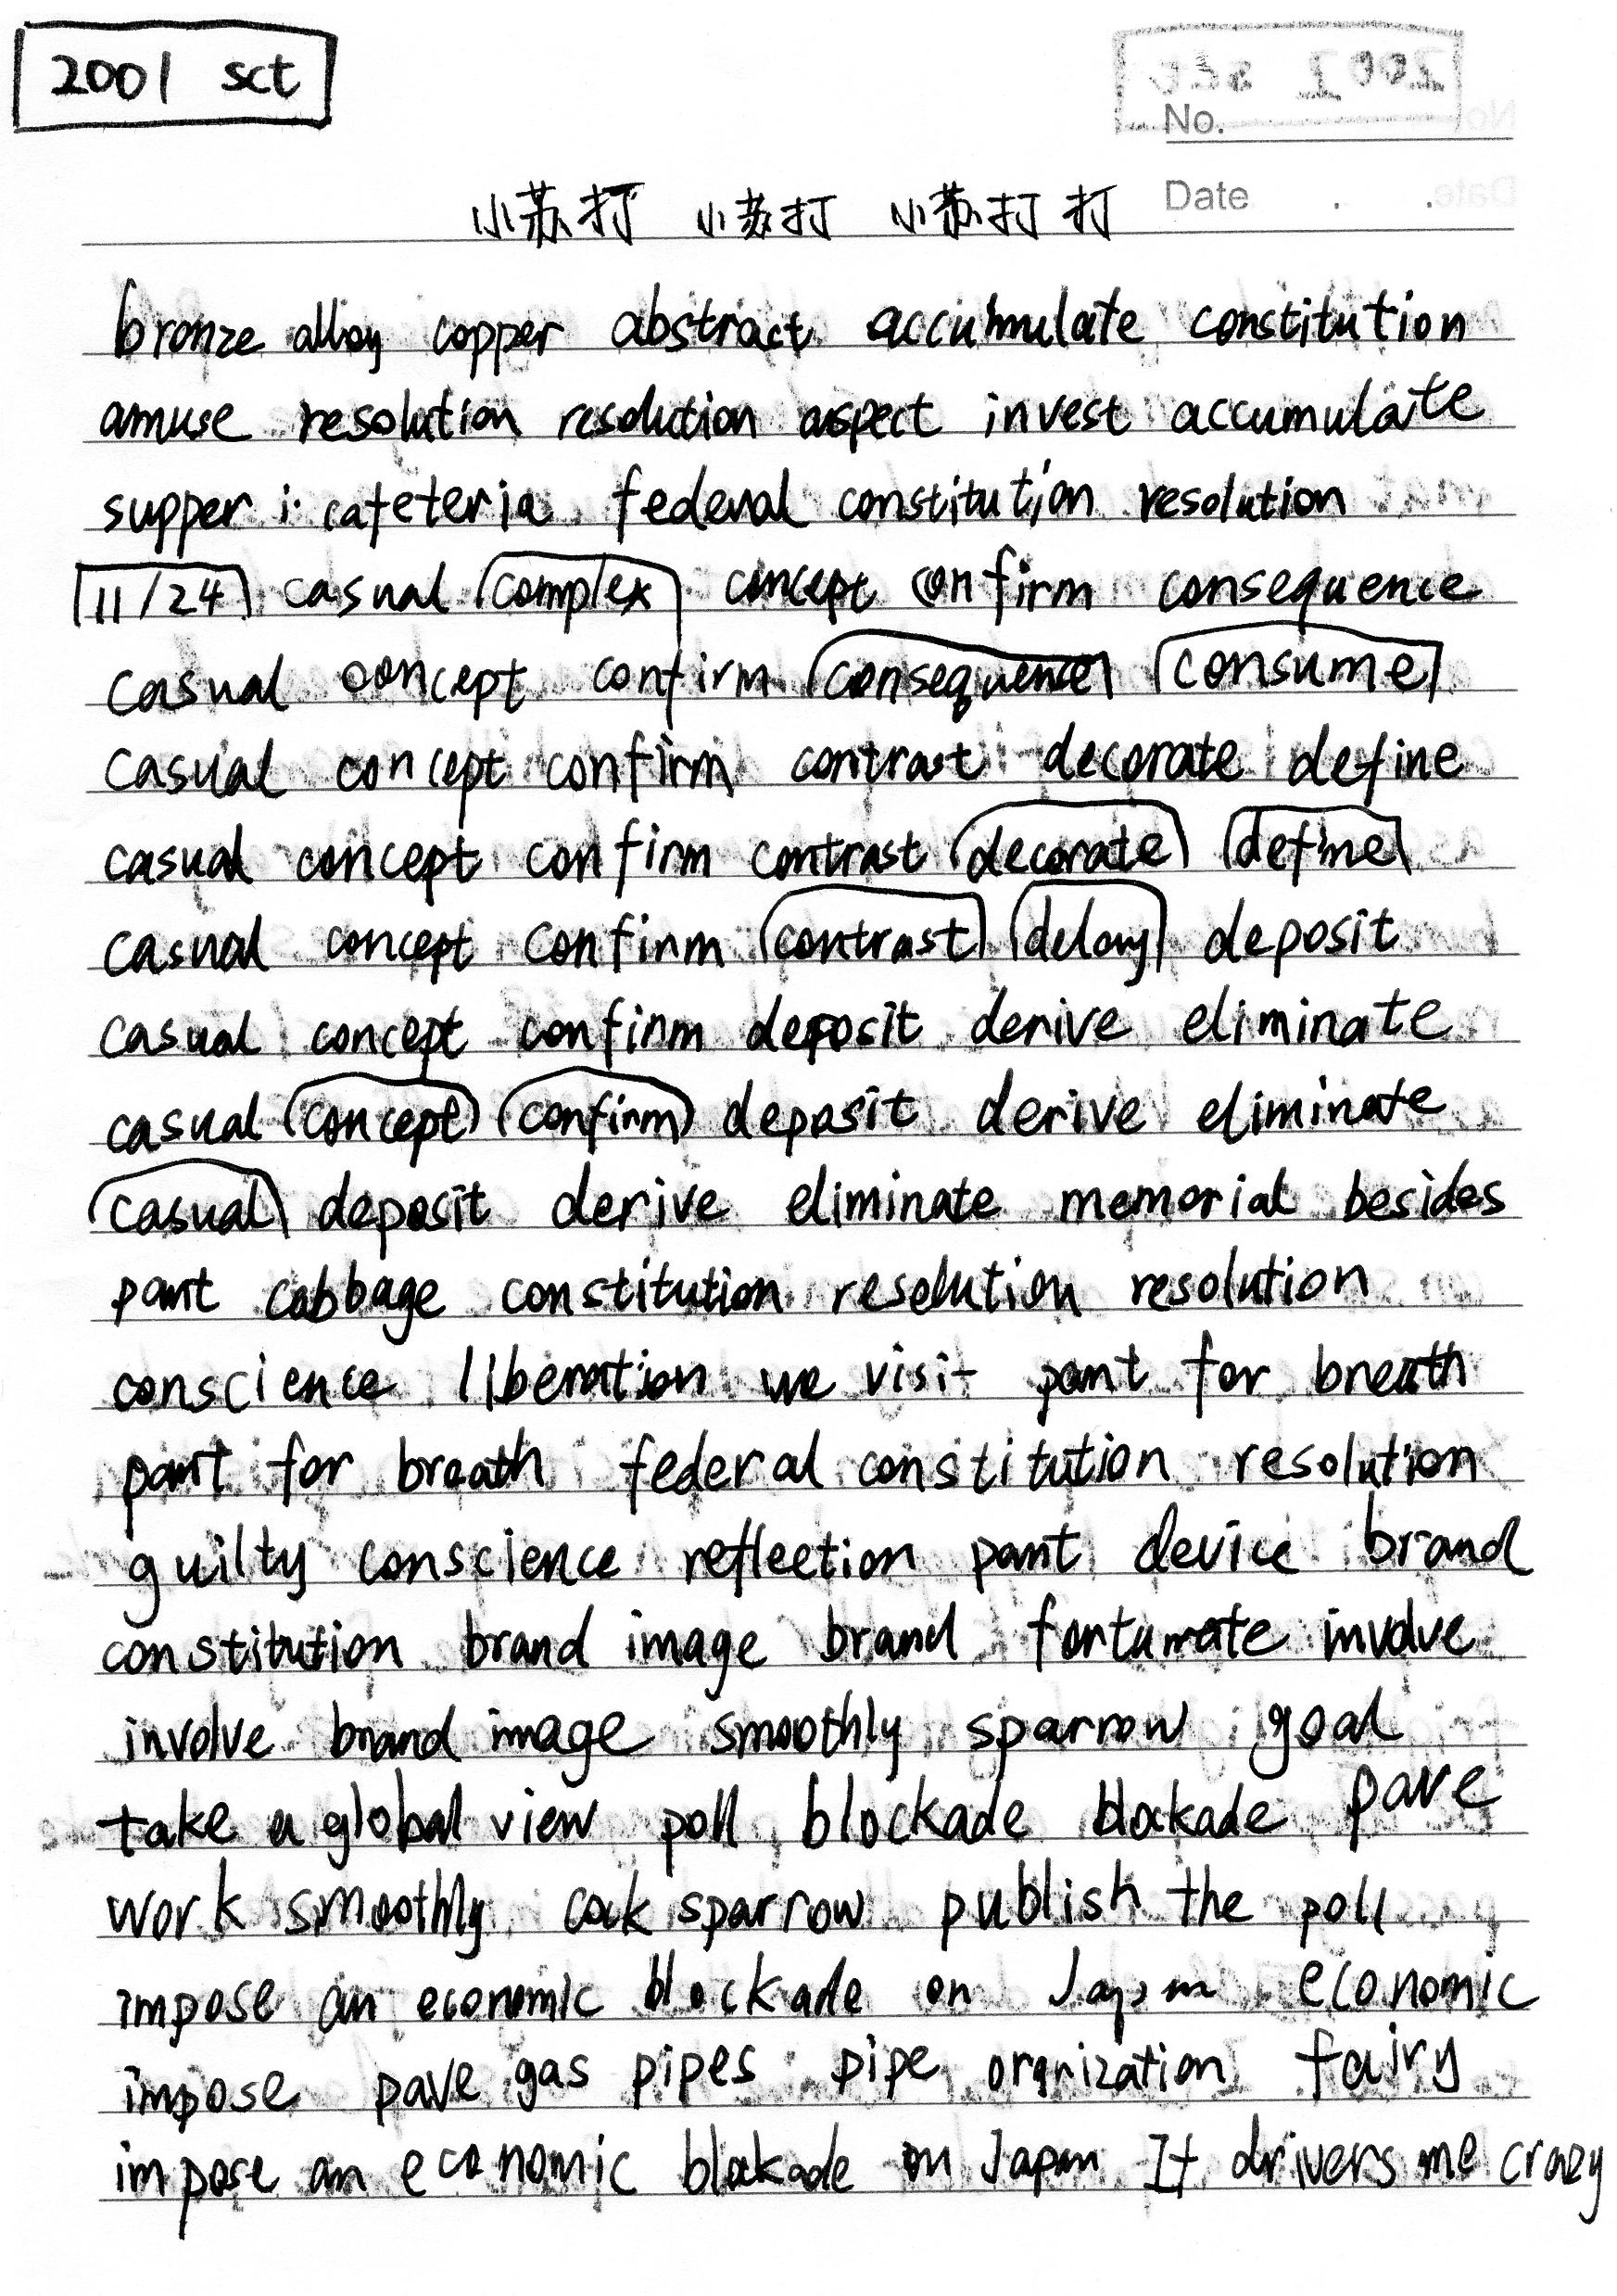 2001 sct
No.
Date . .
小苏打 小苏打 小苏打打
bronze alloy copper abstract accumulate constitution
amuse resolution resolution aspect invest accumulate
supper i cafeteria federal constitution resolution
11/24 casual complex concept confirm consequence
casual concept confirm consequence consume
casual concept confirm contrast decorate define
casual concept confirm contrast decorate define
casual concept confirm contrast delay deposit
casual concept confirm deposit derive eliminate
casual concept confirm deposit derive eliminate
casual deposit derive eliminate memorial besides
pant cabbage constitution resolution resolution
conscience liberation we visit pant for breath
pant for breath federal constitution resolution
guilty conscience reflection pant device brand
constitution brand image brand fortunate involve
involve brand image smoothly sparrow goal
take a global view poll blockade blockade pave
work smoothly cock sparrow publish the poll
impose an economic blockade on Japan economic
impose pave gas pipes pipe orgnization fairy
impose an economic blockade on Japan It drivers me crazy